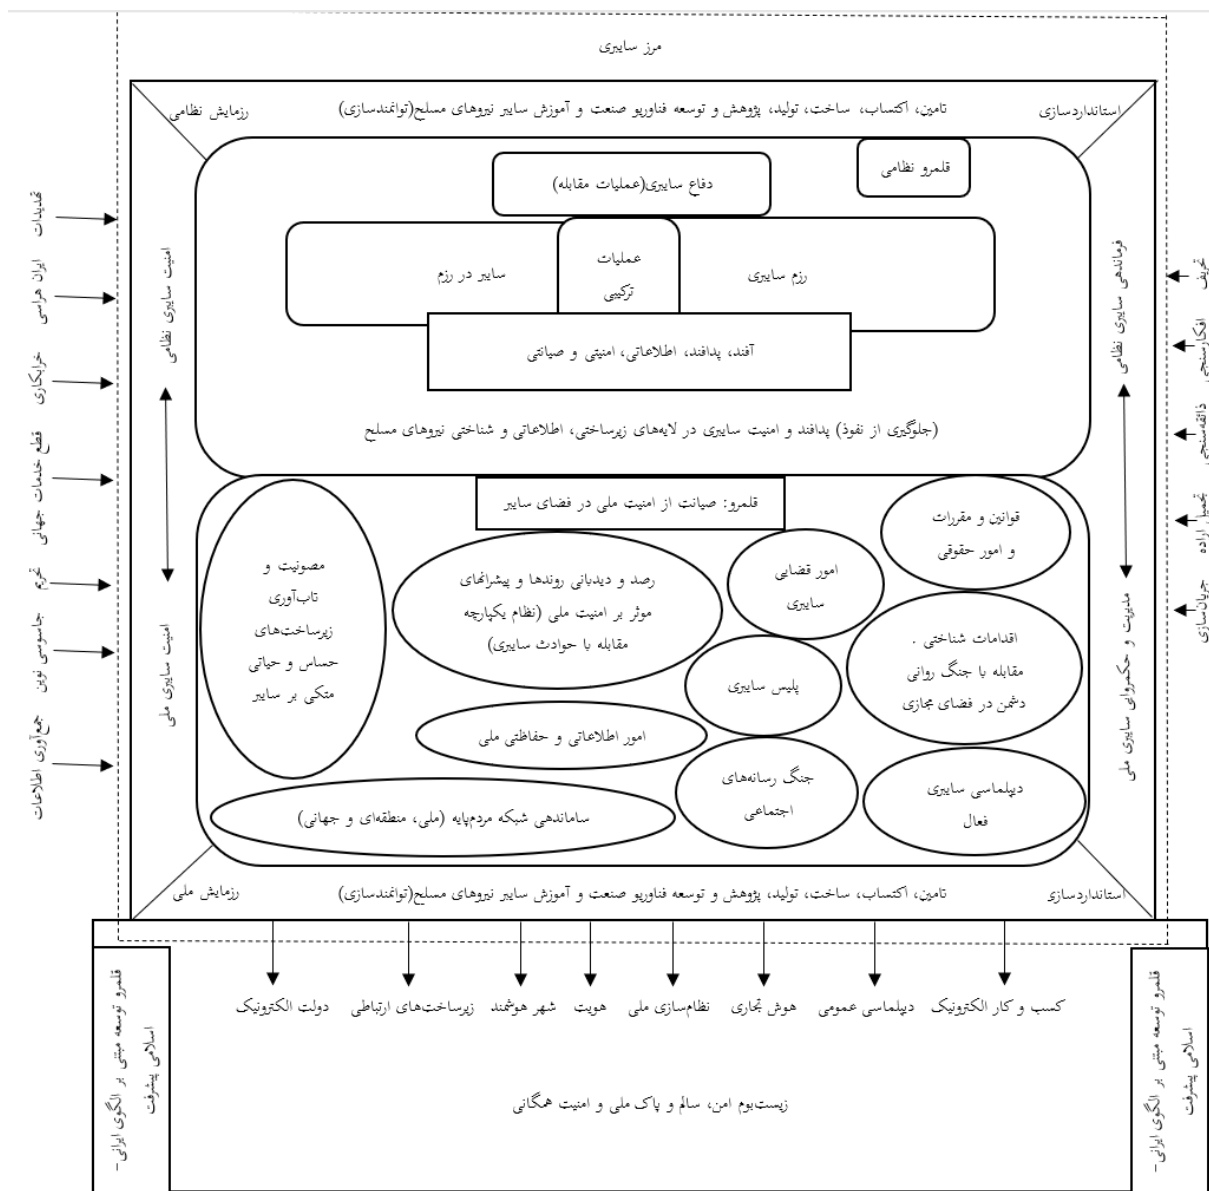 مرز سایبری
استانداردسازی
تامین، اکتساب، ساخت، تولید، پژوهش و توسعه فناوریو صنعت و آموزش سایبر نیروهای مسلح(توانمندسازی)
رزمایش نظامی
قلمرو نظامی
دفاع سایبری(عملیات مقابله)
رزم سایبری
عملیات
ترکیبی
سایبر در رزم
آفند، پدافند، اطلاعاتی، امنیتی و صیانتی
(جلوگیری از نفوذ) پدافند و امنیت سایبری در لایه‌های زیرساختی، اطلاعاتی و شناختی نیروهای مسلح
فرماندهی سایبری نظامی
مدیریت و حکمروایی سایبری ملی
امنیت سایبری نظامی
امنیت سایبری ملی
تحریف
افکارسنجی
ذائقه‌سنجی
تحمیل اراده
جریان‌سازی
تهدیدات
ایران هراسی
خرابکاری
قطع خدمات جهانی
تحریم
جاسوسی نوین
جمع‌آوری اطلاعات
قلمرو: صیانت از امنیت ملی در فضای سایبر
قوانین و مقررات
و امور حقوقی
امور قضایی
سایبری
رصد و دیدبانی روندها و پیشرانهای
موثر بر امنیت ملی (نظام یکپارچه
مقابله با حوادث سایبری)
مصونیت و
تاب‌آوری
زیرساخت‌های
حساس و حیاتی
متکی بر سایبر
اقدامات شناختی .
مقابله با جنگ روانی
دشمن در فضای مجازی
پلیس سایبری
امور اطلاعاتی و حفاظتی ملی
دیپلماسی سایبری
فعال
جنگ رسانه‌های
اجتماعی
ساماندهی شبکه مردم‌پایه (ملی، منطقه‌ای و جهانی)
استانداردسازی
تامین، اکتساب، ساخت، تولید، پژوهش و توسعه فناوریو صنعت و آموزش سایبر نیروهای مسلح(توانمندسازی)
رزمایش ملی
کسب و کار الکترونیک
دیپلماسی عمومی
هوش تجاری
نظام‌سازی ملی
هویت
شهر هوشمند
زیرساخت‌های ارتباطی
دولت الکترونیک
زیست‌بوم امن، سالم و پاک ملی و امنیت همگانی
قلمرو توسعه مبتنی بر الگوی ایرانی-
اسلامی پیشرفت
قلمرو توسعه مبتنی بر الگوی ایرانی-
اسلامی پیشرفت